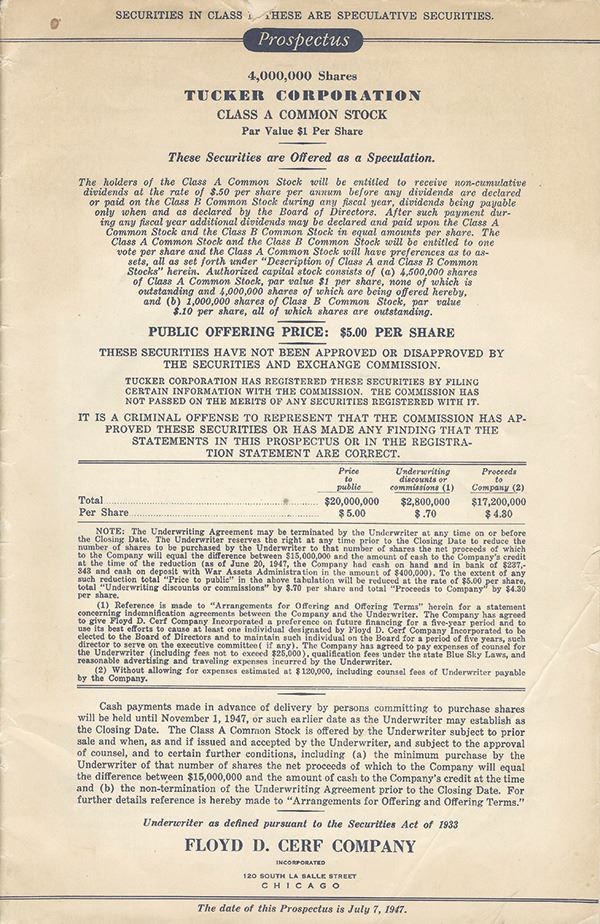 SECURITIES IN CLASS THESE ARE SPECULATIVE SECURITIES.
Prospectus
4,000,000 Shares
TUCKER CORPORATION
CLASS A COMMON STOCK
Par Value $1 Per Share
These Securities are Offered as a Speculation.
The holders of the Class A Common Stock will be entitled to receive non-cumulative
dividends at the rate of $.50 per share per annum before any dividends are declared
or paid on the Class B Common Stock during any fiscal year, dividends being payable
only when and as declared by the Board of Directors. After such payment dur-
ing any fiscal year additional dividends may be declared and paid upon the Class A
Common Stock and the Class B Common Stock in equal amounts per share. The
Class A Common Stock and the Class B Common Stock will be entitled to one
vote per share and the Class A Common Stock will have preferences as to as-
sets, all as set forth under "Description of Class A and Class B Common
Stocks" herein. Authorized capital stock consists of (a) 4,500,000 shares
of Class A Common Stock, par value $1 per share, none of which is
outstanding and 4,000,000 shares of which are being offered hereby,
and (b) 1,000,000 shares of Class B Common Stock, par value
$.10 per share, all of which shares are outstanding.
PUBLIC OFFERING PRICE: $5.00 PER SHARE
THESE SECURITIES HAVE NOT BEEN APPROVED OR DISAPPROVED BY
THE SECURITIES AND EXCHANGE COMMISSION.
TUCKER CORPORATION HAS REGISTERED THESE SECURITIES BY FILING
CERTAIN INFORMATION WITH THE COMMISSION. THE COMMISSION HAS
NOT PASSED ON THE MERITS OF ANY SECURITIES REGISTERED WITH IT.
IT IS A CRIMINAL OFFENSE TO REPRESENT THAT THE COMMISSION HAS AP-
PROVED THESE SECURITIES OR HAS MADE ANY FINDING THAT THE
STATEMENTS IN THIS PROSPECTUS OR IN THE REGISTRA-
TION STATEMENT ARE CORRECT.
Price Underwriting Proceeds
to discounts or to
public commissions (1) Company (2)
Total $20,000,000 $2,800,000 $17,200,000
Per Share $ 5.00 $ .70 $ 4.30
NOTE: The Underwriting Agreement may be terminated by the Underwriter at any time on or before
the Closing Date. The Underwriter reserves the right at any time prior to the Closing Date to reduce the
number of shares to be purchased by the Underwriter to that number of shares the net proceeds of which
to the Company will equal the difference between $15,000,000 and the amount of cash to the Company's credit
at the time of the reduction (as of June 20, 1947, the Company had cash on hand and in bank of $237,-
343 and cash on deposit with War Assets Administration in the amount of $400,000). To the extent of any
such reduction total "Price to public" in the above tabulation will be reduced at the rate of $5.00 per share,
total "Underwriting discounts or commissions" by $.70 per share and total "Proceeds to Company" by $4.30
per share.
(1) Reference is made to "Arrangements for Offering and Offering Terms" herein for a statement
concerning indemnification agreements between the Company and the Underwriter. The Company has agreed
to give Floyd D. Cerf Company Incorporated a preference on future financing for a five-year period and to
use its best efforts to cause at least one individual designated by Floyd D. Cerf Company Incorporated to be
elected to the Board of Directors and to maintain such individual on the Board for a period of five years, such
director to serve on the executive committee( if any). The Company has agreed to pay expenses of counsel for
the Underwriter (including fees not to exceed $25,000), qualification fees under the state Blue Sky Laws, and
reasonable advertising and traveling expenses incurred by the Underwriter.
(2) Without allowing for expenses estimated at $120,000, including counsel fees of Underwriter payable
by the Company.
Cash payments made in advance of delivery by persons committing to purchase shares
will be held until November 1, 1947, or such earlier date as the Underwriter may establish as
the Closing Date. The Class A Common Stock is offered by the Underwriter subject to prior
sale and when, as and if issued and accepted by the Underwriter, and subject to the approval
of counsel, and to certain further conditions, including (a) the minimum purchase by the
Underwriter of that number of shares the net proceeds of which to the Company will equal
the difference between $15,000,000 and the amount of cash to the Company's credit at the time
and (b) the non-termination of the Underwriting Agreement prior to the Closing Date. For
further details reference is hereby made to "Arrangements for Offering and Offering Terms."
Underwriter as defined pursuant to the Securities Act of 1933
FLOYD D. CERF COMPANY
INCORPORATED
120 SOUTH LA SALLE STREET
CHICAGO
The date of this Prospectus is July 7, 1947.